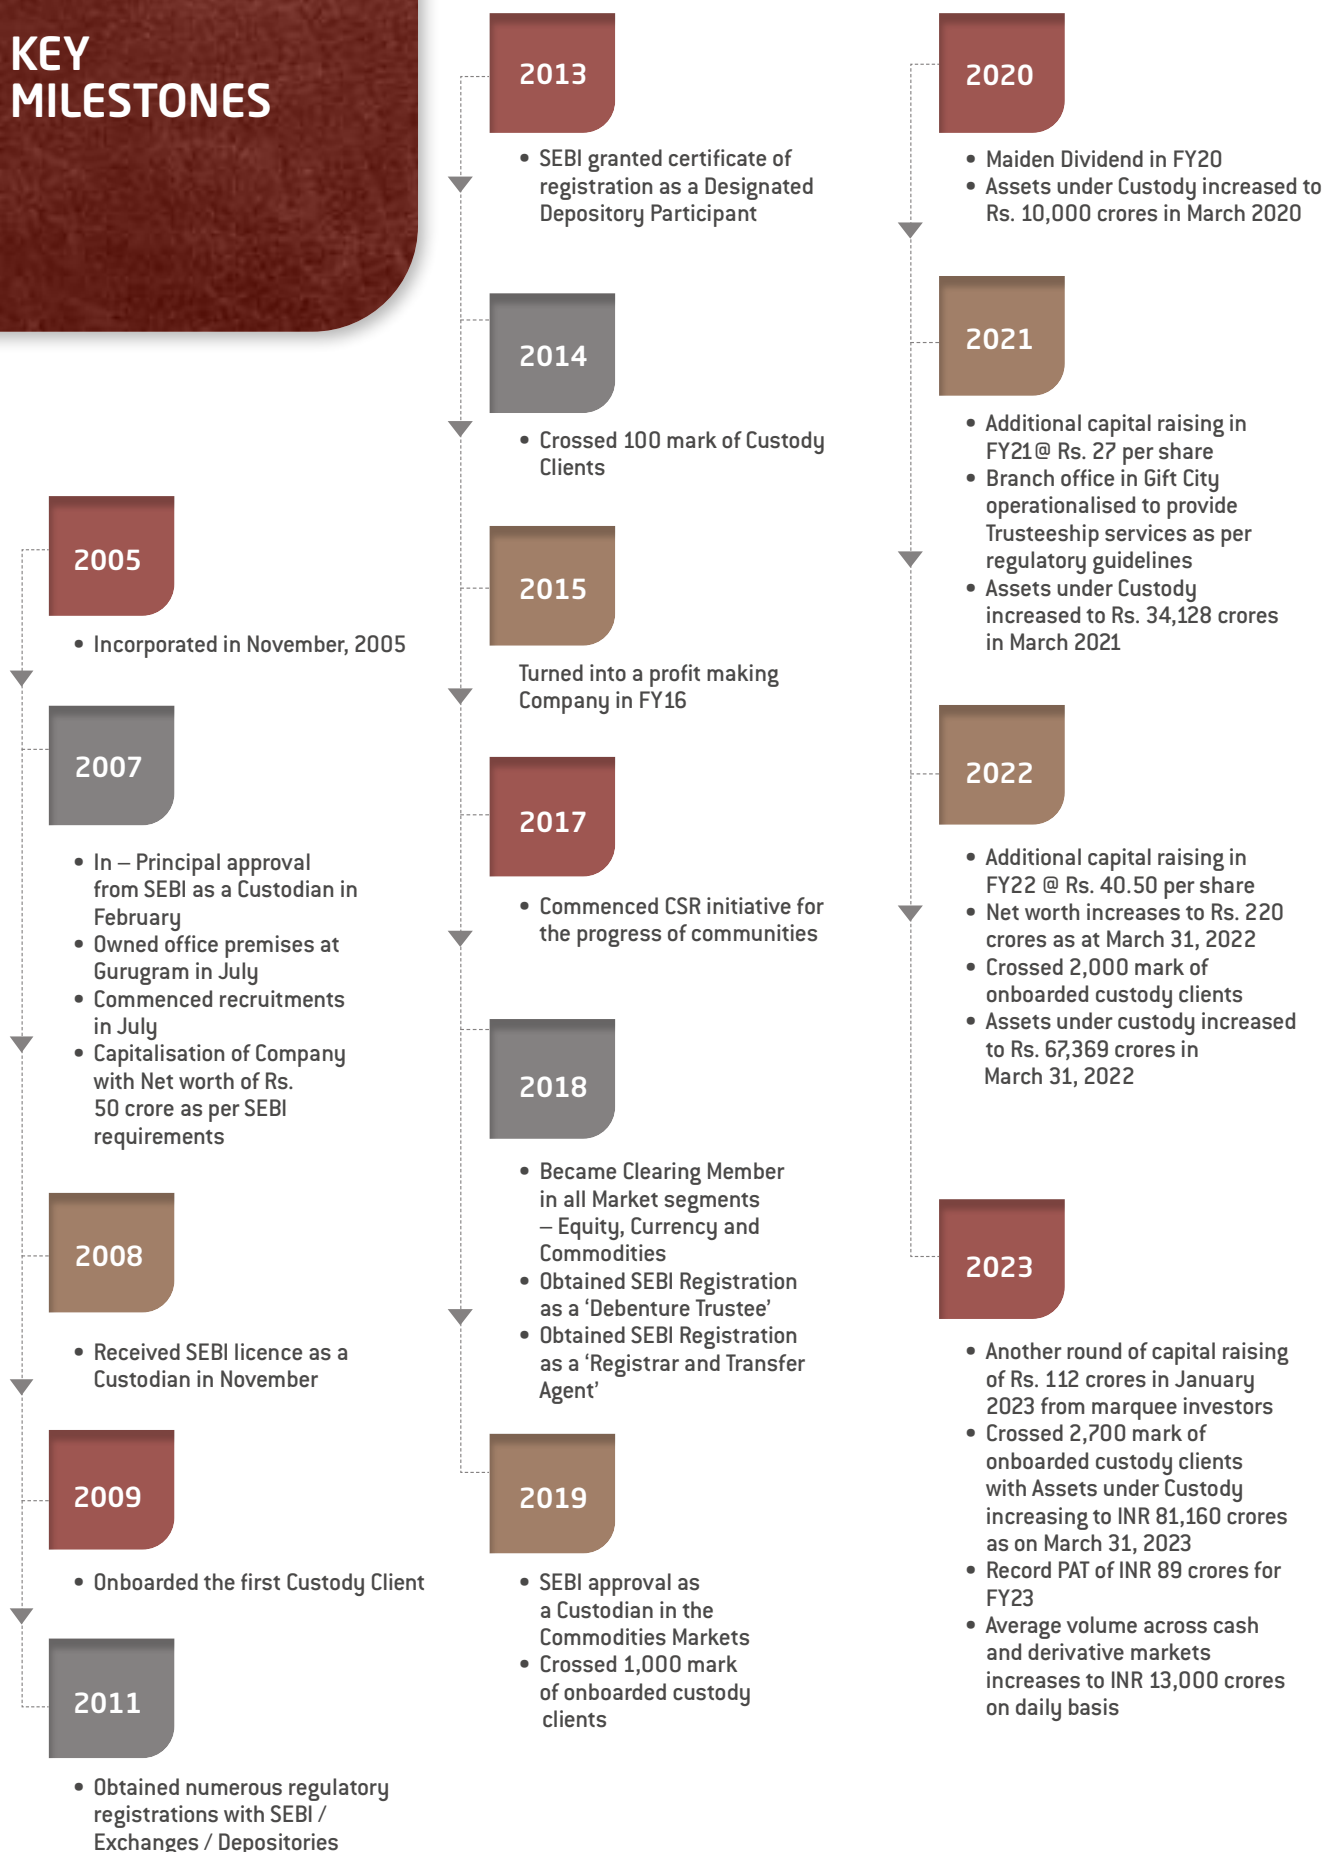 KEY
MILESTONES
2005
• Incorporated in November, 2005
2007
• In – Principal approval
from SEBI as a Custodian in
February
• Owned office premises at
Gurugram in July
• Commenced recruitments
in July
• Capitalisation of Company
with Net worth of Rs.
50 crore as per SEBI
requirements
2008
• Received SEBI licence as a
Custodian in November
2009
• Onboarded the first Custody Client
2011
• Obtained numerous regulatory
registrations with SEBI /
Exchanges / Depositories
2013
• SEBI granted certificate of
registration as a Designated
Depository Participant
2014
• Crossed 100 mark of Custody
Clients
2015
Turned into a profit making
Company in FY16
2017
• Commenced CSR initiative for
the progress of communities
2018
• Became Clearing Member
in all Market segments
– Equity, Currency and
Commodities
• Obtained SEBI Registration
as a ‘Debenture Trustee’
• Obtained SEBI Registration
as a ‘Registrar and Transfer
Agent’
2019
• SEBI approval as
a Custodian in the
Commodities Markets
• Crossed 1,000 mark
of onboarded custody
clients
2020
• Maiden Dividend in FY20
• Assets under Custody increased to
Rs. 10,000 crores in March 2020
2021
• Additional capital raising in
FY21@ Rs. 27 per share
• Branch office in Gift City
operationalised to provide
Trusteeship services as per
regulatory guidelines
• Assets under Custody
increased to Rs. 34,128 crores
in March 2021
2022
• Additional capital raising in
FY22 @ Rs. 40.50 per share
• Net worth increases to Rs. 220
crores as at March 31, 2022
• Crossed 2,000 mark of
onboarded custody clients
• Assets under custody increased
to Rs. 67,369 crores in
March 31, 2022
2023
• Another round of capital raising
of Rs. 112 crores in January
2023 from marquee investors
• Crossed 2,700 mark of
onboarded custody clients
with Assets under Custody
increasing to INR 81,160 crores
as on March 31, 2023
• Record PAT of INR 89 crores for
FY23
• Average volume across cash
and derivative markets
increases to INR 13,000 crores
on daily basis